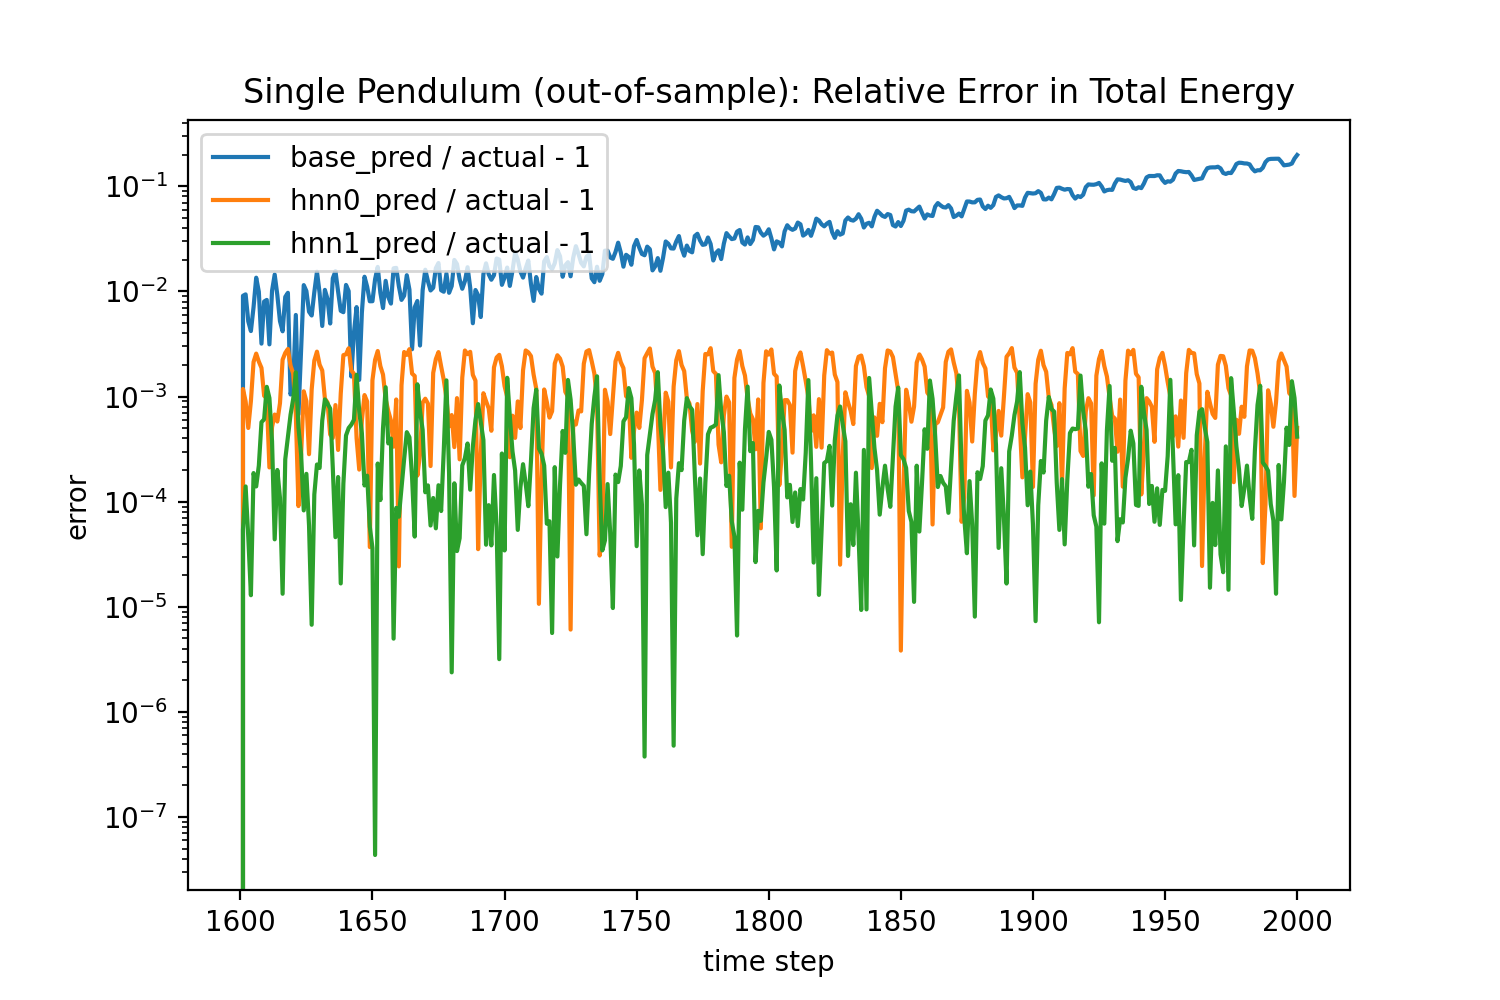 Single Pendulum (out-of-sample): Relative Error in Total Energy
base_pred / actual - 1
hnn0_pred / actual - 1
hnn1_pred / actual - 1
10⁻¹
10⁻²
10⁻³
10⁻⁴
10⁻⁵
10⁻⁶
10⁻⁷
error
1600 1650 1700 1750 1800 1850 1900 1950 2000
time step